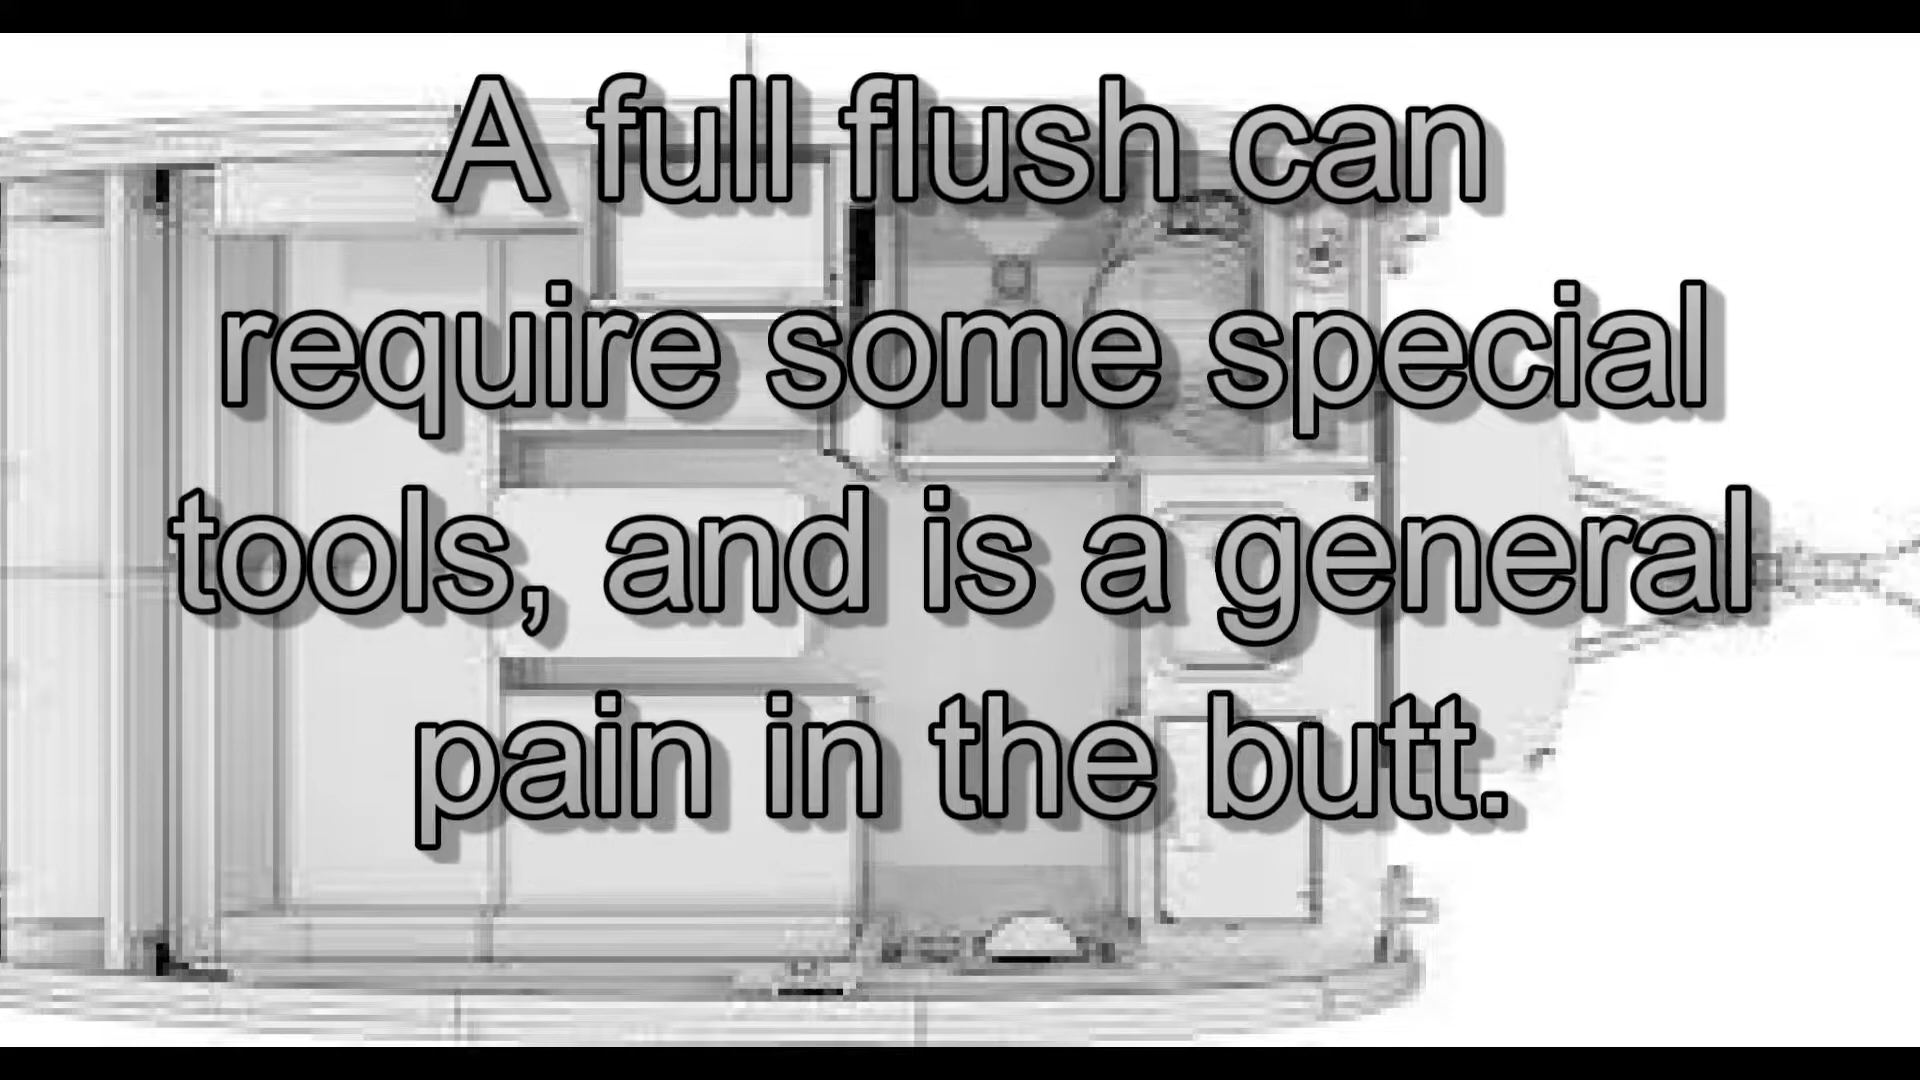 A full flush can
require some special
tools, and is a general
pain in the butt.